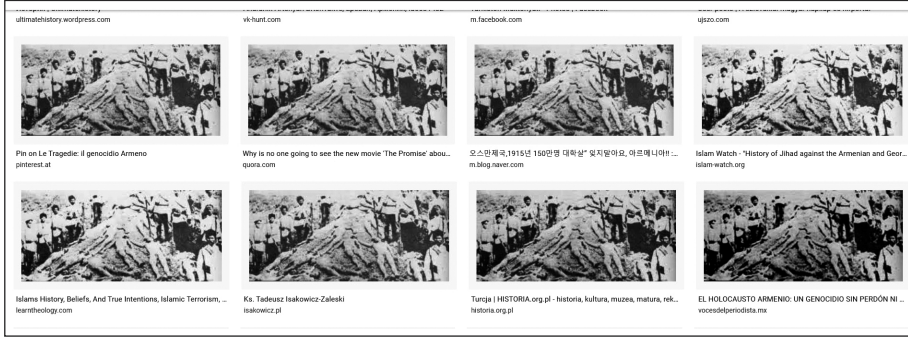 ultimatehistory.wordpress.com
vk-hunt.com
m.facebook.com
ujszo.com
Pin on Le Tragedie: il genocidio Armeno
Why is no one going to see the new movie 'The Promise' abou...
오스만제국,1915년 150만명 대학살" 잊지말아요, 아르메니아!! :...
Islam Watch - "History of Jihad against the Armenian and Geor...
pinterest.at
quora.com
m.blog.naver.com
islam-watch.org
Islams History, Beliefs, And True Intentions, Islamic Terrorism, ...
Ks. Tadeusz Isakowicz-Zaleski
Turcja | HISTORIA.org.pl - historia, kultura, muzea, matura, rek...
EL HOLOCAUSTO ARMENIO: UN GENOCIDIO SIN PERDÓN NI ...
learntheology.com
isakowicz.pl
historia.org.pl
vocesdelperiodista.mx